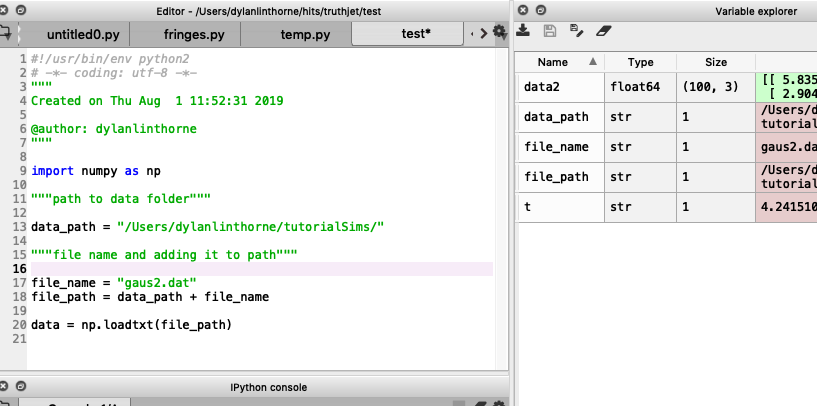 Editor - /Users/dylanlinthorne/hits/truthjet/test
untitled0.py fringes.py temp.py test*
1 #!/usr/bin/env python2
2 # -*- coding: utf-8 -*-
3 """
4 Created on Thu Aug  1 11:52:31 2019
5
6 @author: dylanlinthorne
7 """
8
9 import numpy as np
10
11 """path to data folder"""
12
13 data_path = "/Users/dylanlinthorne/tutorialSims/"
14
15 """file name and adding it to path"""
16
17 file_name = "gaus2.dat"
18 file_path = data_path + file_name
19
20 data = np.loadtxt(file_path)
21
IPython console
Variable explorer
Name Type Size
data2 float64 (100, 3) [[ 5.835
[ 2.904
data_path str 1 /Users/d
tutorial
file_name str 1 gaus2.da
file_path str 1 /Users/d
tutorial
t str 1 4.241510